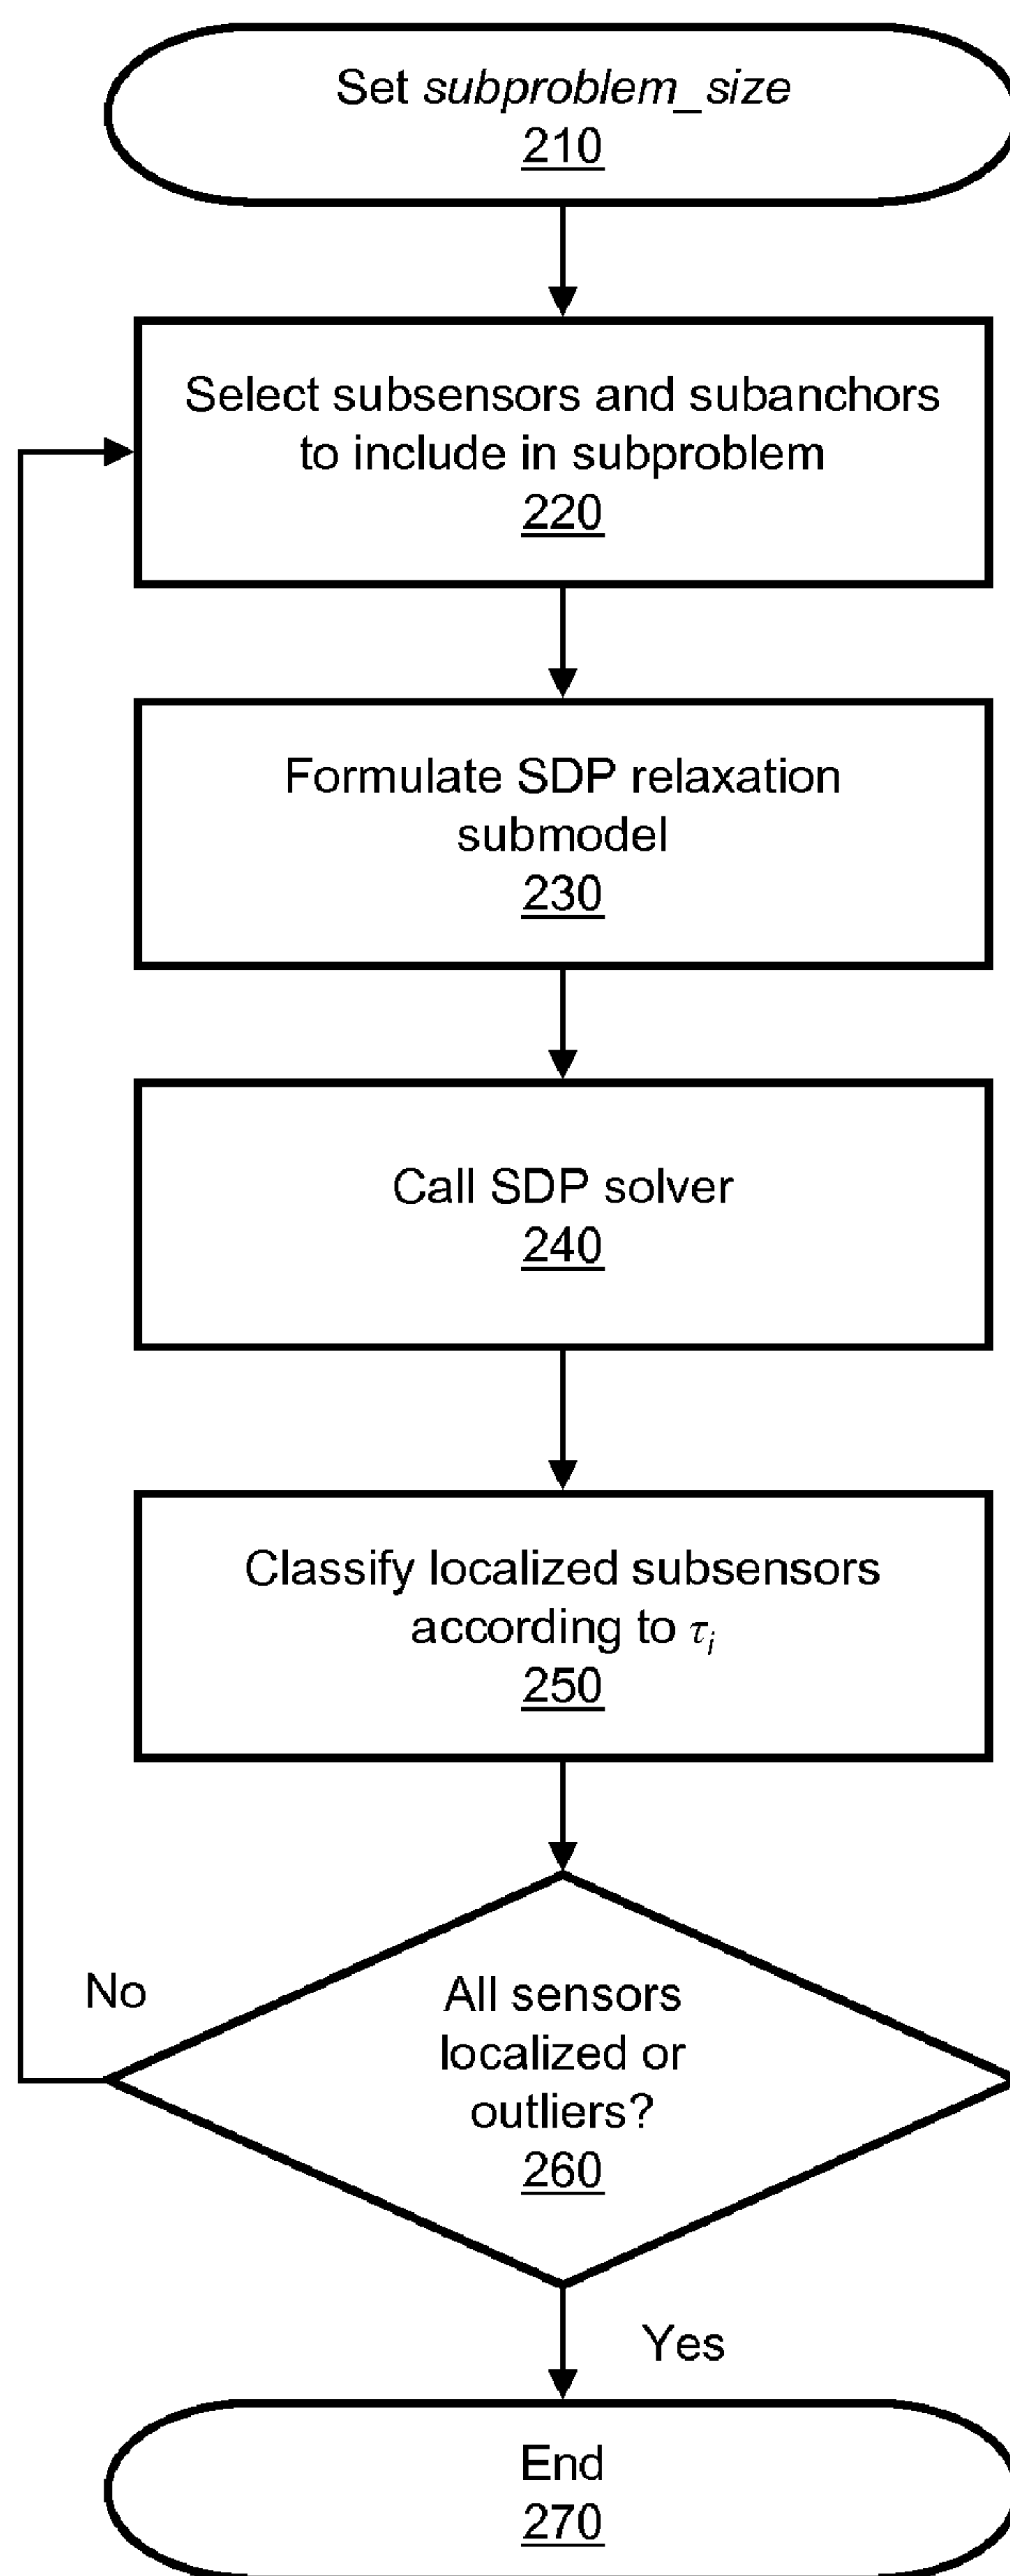 Set subproblem_size
210
Select subsensors and subanchors
to include in subproblem
220
Formulate SDP relaxation
submodel
230
Call SDP solver
240
Classify localized subsensors
according to τi
250
No
All sensors
localized or
outliers?
260
Yes
End
270